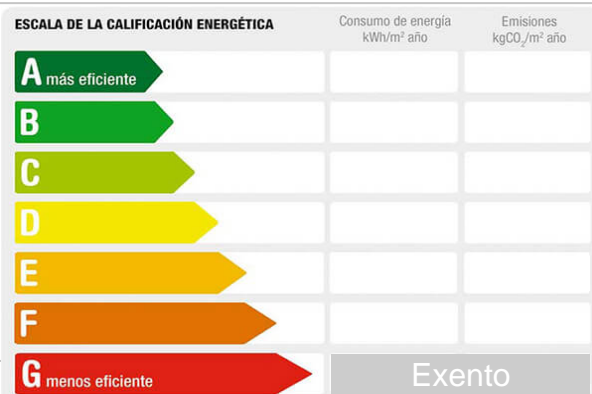 ESCALA DE LA CALIFICACIÓN ENERGÉTICA
Consumo de energía
kWh/m² año
Emisiones
kgCO₂/m² año
A más eficiente
B
C
D
E
F
G menos eficiente
Exento